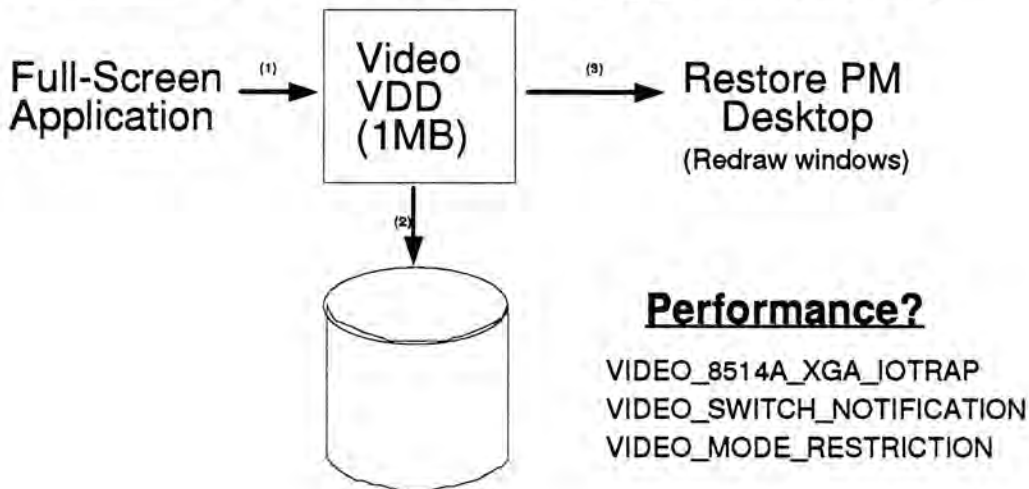 Full-Screen
Application
(1)
Video
VDD
(1MB)
(3)
Restore PM
Desktop
(Redraw windows)
(2)
Performance?
VIDEO_8514A_XGA_IOTRAP
VIDEO_SWITCH_NOTIFICATION
VIDEO_MODE_RESTRICTION